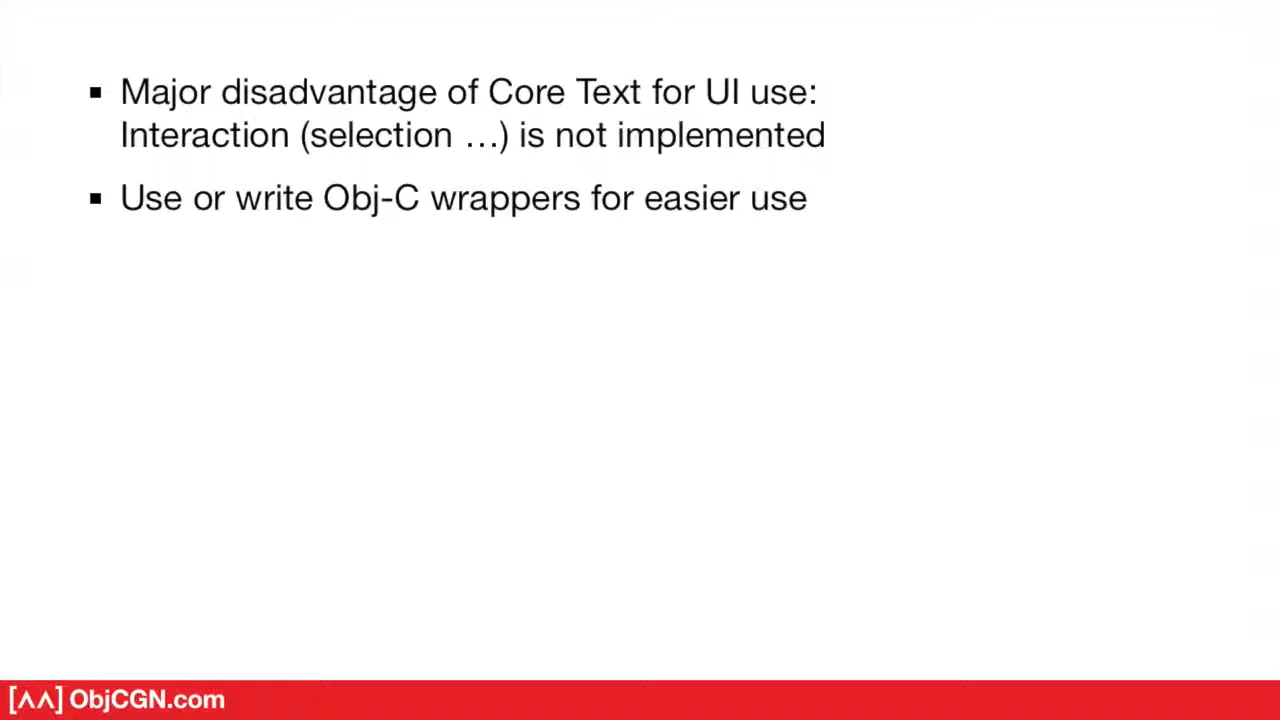 ▪ Major disadvantage of Core Text for UI use:
Interaction (selection …) is not implemented
▪ Use or write Obj-C wrappers for easier use
[ʌʌ] ObjCGN.com